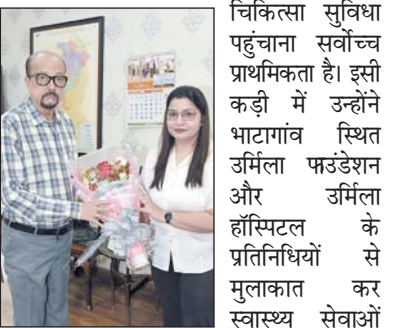 चिकित्सा सुविधा
पहुंचाना सर्वोच्च
प्राथमिकता है। इसी
कड़ी में उन्होंने
भाटागांव स्थित
उर्मिला फाउंडेशन
और उर्मिला
हॉस्पिटल के
प्रतिनिधियों से
मुलाकात कर
स्वास्थ्य सेवाओं